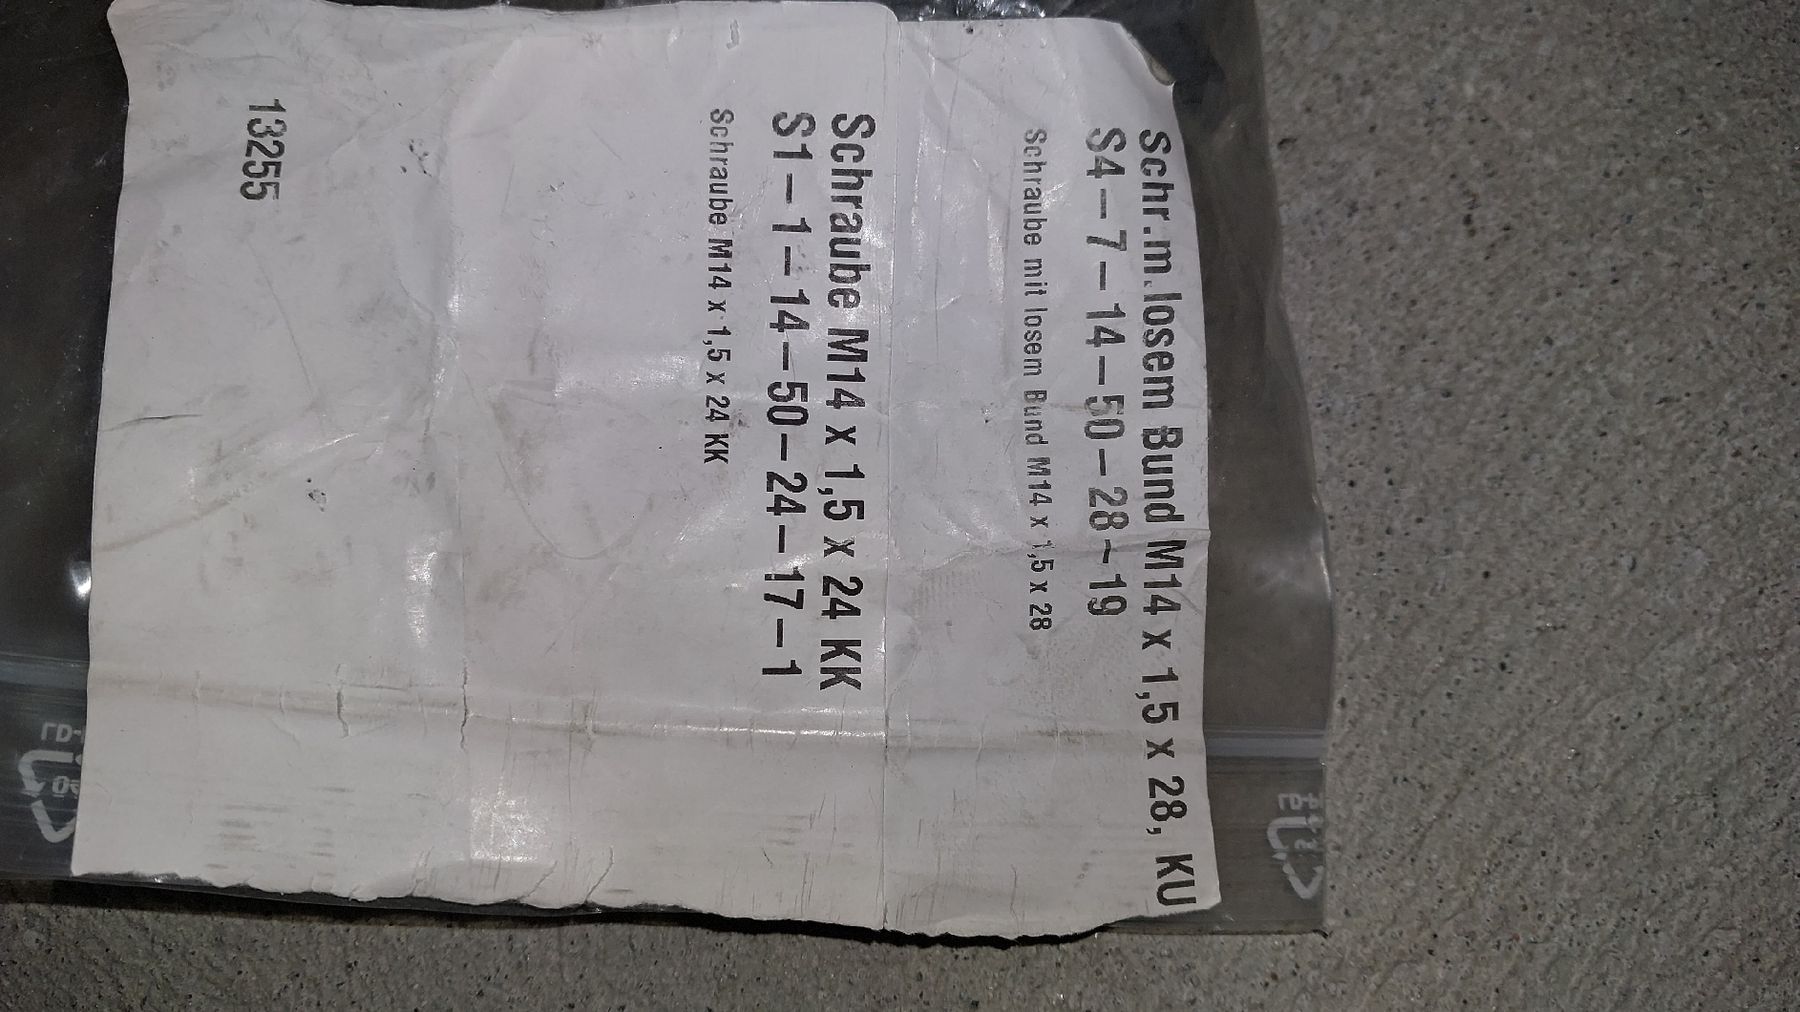 Schr.m.losem Bund M14 x 1,5 x 28, KU
S4–7–14–50–28–19
Schraube mit losem Bund M14 x 1,5 x 28
Schraube M14 x 1,5 x 24 KK
S1–1–14–50–24–17–1
Schraube M14 x 1,5 x 24 KK
13255